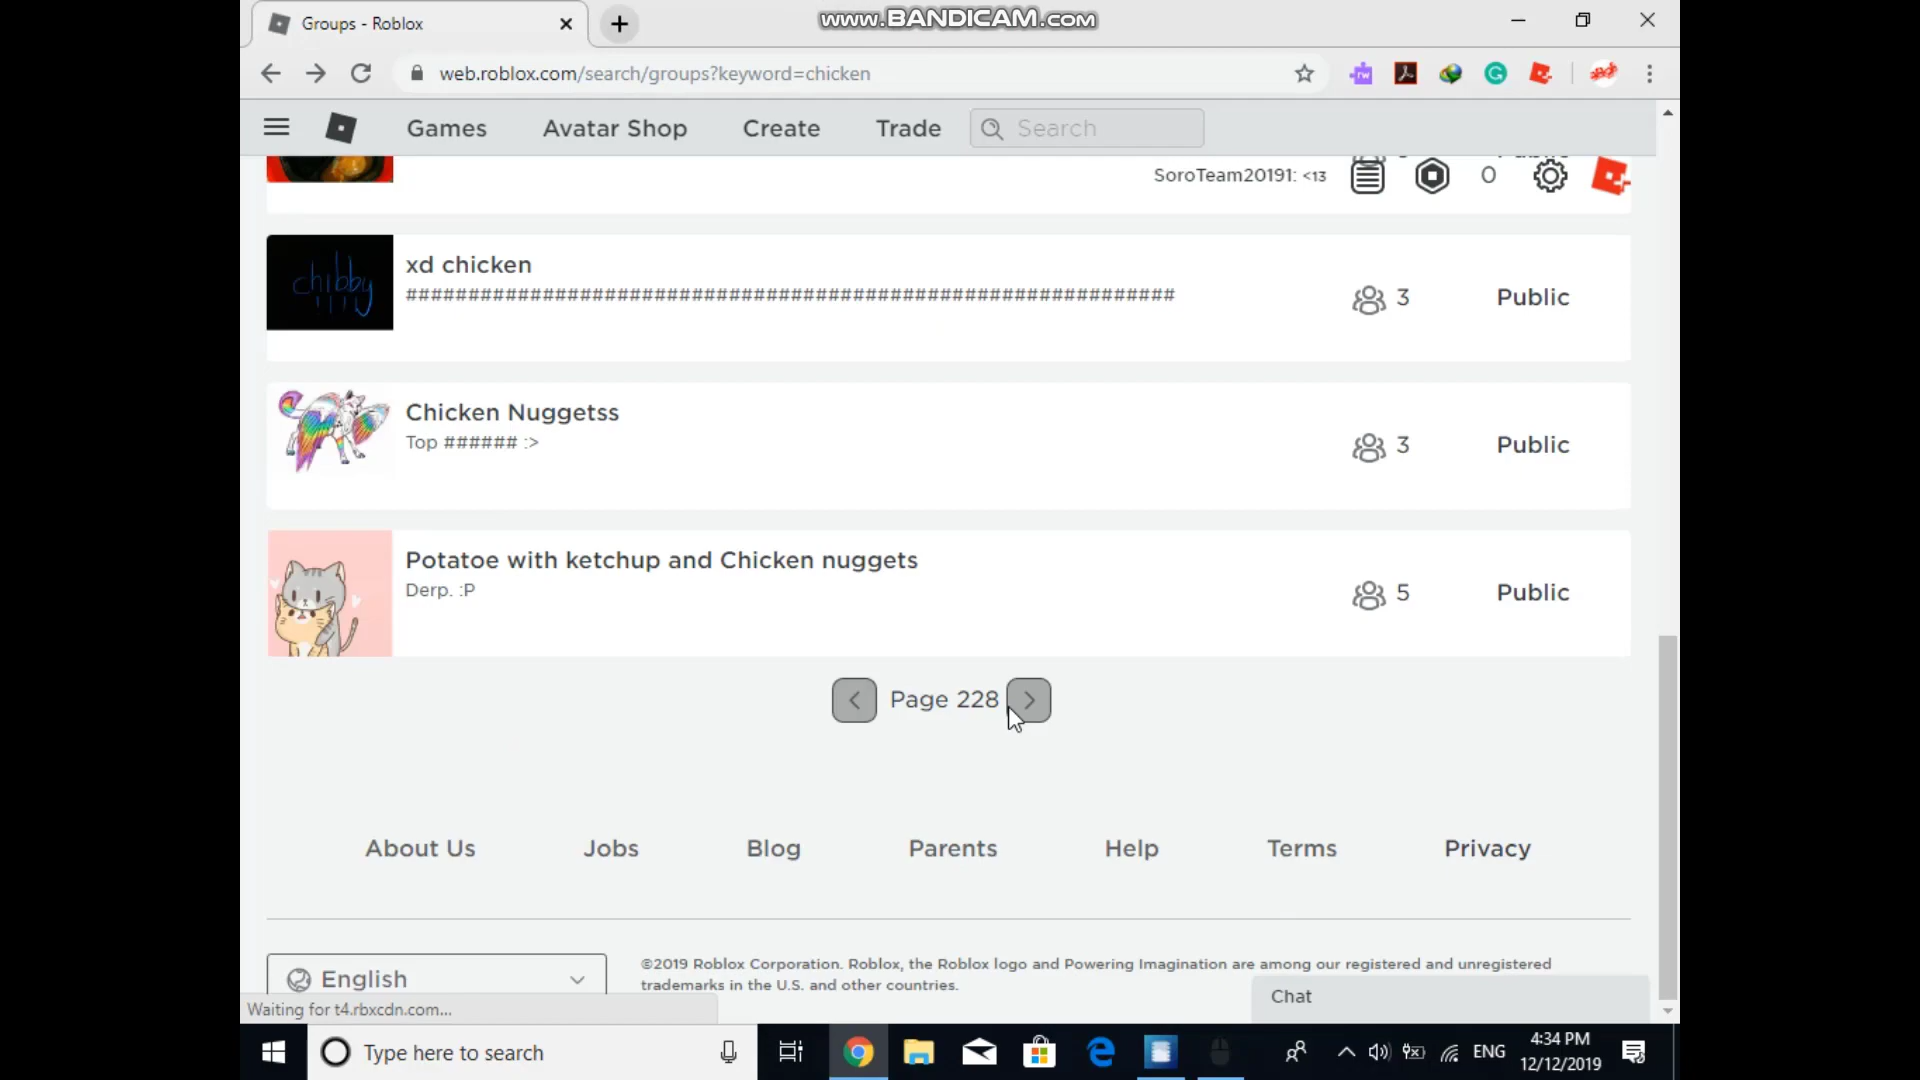 Groups - Roblox
www.BANDICAM.com
web.roblox.com/search/groups?keyword=chicken
Games
Avatar Shop
Create
Trade
Search
SoroTeam20191: <13
0
xd chicken
chibby
##############################################################
3
Public
Chicken Nuggetss
Top ###### :>
3
Public
Potatoe with ketchup and Chicken nuggets
Derp. :P
5
Public
Page 228
About Us
Jobs
Blog
Parents
Help
Terms
Privacy
English
©2019 Roblox Corporation. Roblox, the Roblox logo and Powering Imagination are among our registered and unregistered
trademarks in the U.S. and other countries.
Chat
Waiting for t4.rbxcdn.com...
Type here to search
ENG
4:34 PM
12/12/2019